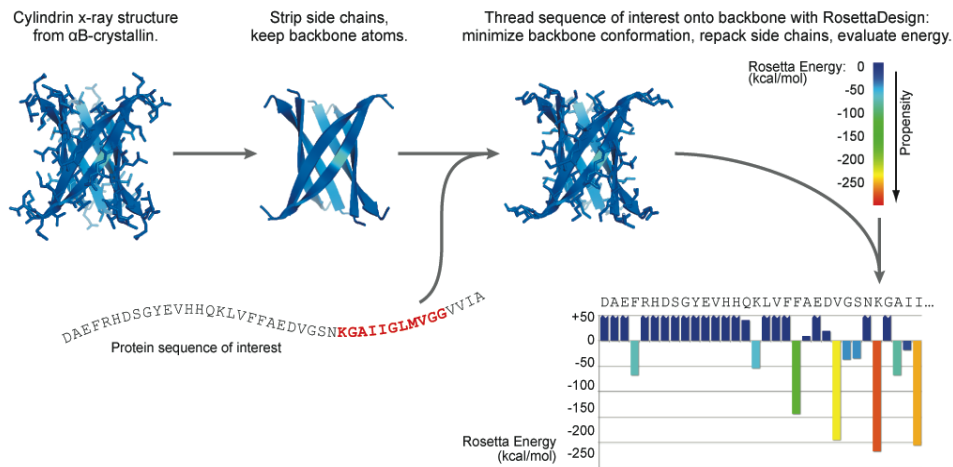 Cylindrin x-ray structure
from αB-crystallin.
Strip side chains,
keep backbone atoms.
Thread sequence of interest onto backbone with RosettaDesign:
minimize backbone conformation, repack side chains, evaluate energy.
Rosetta Energy:
(kcal/mol)
0
-50
-100
-150
-200
-250
Propensity
DAEFRHDSGYEVHHQKLVFFAEDVGSNKGAIIGLMVGGVVIA
Protein sequence of interest
DAEFRHDSGYEVHHQKLVFFAEDVGSNKGAII...
+50
0
-50
-100
-150
-200
-250
Rosetta Energy
(kcal/mol)